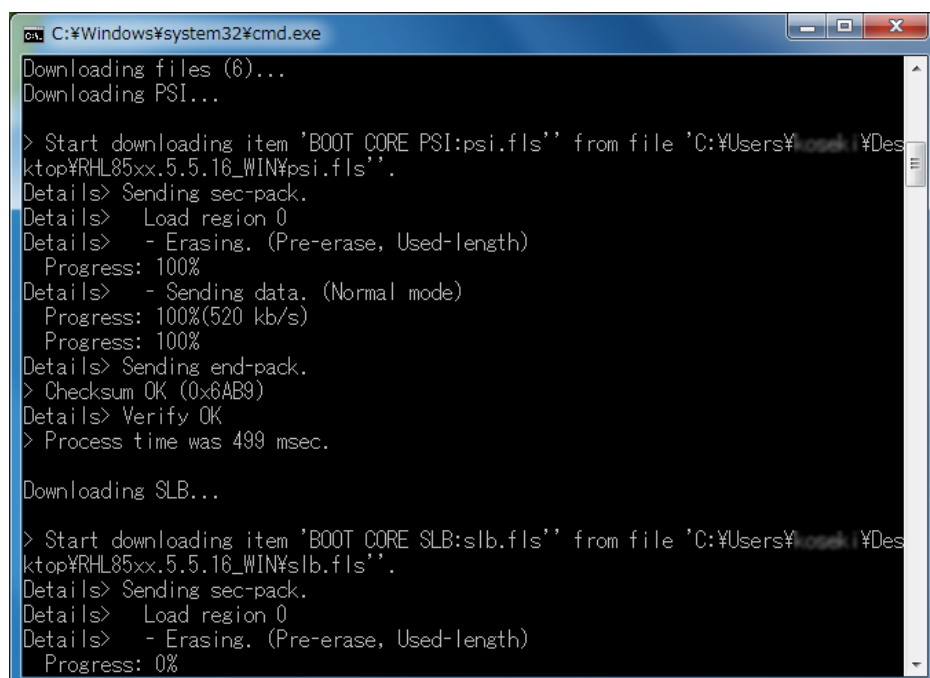 C:¥Windows¥system32¥cmd.exe
Downloading files (6)...
Downloading PSI...
> Start downloading item 'BOOT CORE PSI:psi.fls'' from file 'C:¥Users¥ ¥Des
ktop¥RHL85xx.5.5.16_WIN¥psi.fls''.
Details> Sending sec-pack.
Details>   Load region 0
Details>   - Erasing. (Pre-erase, Used-length)
  Progress: 100%
Details>   - Sending data. (Normal mode)
  Progress: 100%(520 kb/s)
  Progress: 100%
Details> Sending end-pack.
> Checksum OK (0x6AB9)
Details> Verify OK
> Process time was 499 msec.
Downloading SLB...
> Start downloading item 'BOOT CORE SLB:slb.fls'' from file 'C:¥Users¥ ¥Des
ktop¥RHL85xx.5.5.16_WIN¥slb.fls''.
Details> Sending sec-pack.
Details>   Load region 0
Details>   - Erasing. (Pre-erase, Used-length)
  Progress: 0%